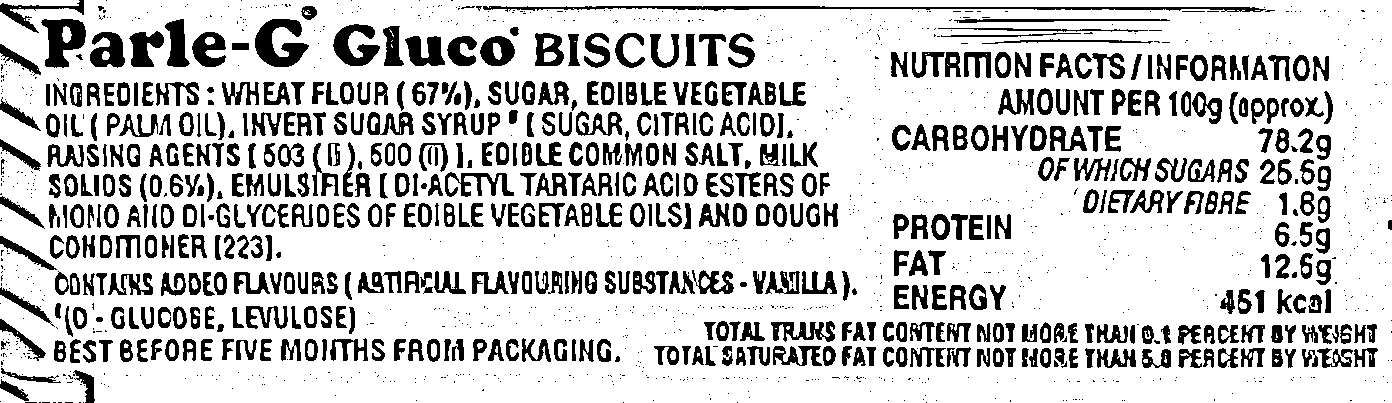 Parle-G® Gluco® BISCUITS
INGREDIENTS : WHEAT FLOUR ( 67%), SUGAR, EDIBLE VEGETABLE
OIL ( PALM OIL), INVERT SUGAR SYRUP # [ SUGAR, CITRIC ACID],
RAISING AGENTS [ 503 (ii), 500 (ii) ], EDIBLE COMMON SALT, MILK
SOLIDS (0.6%), EMULSIFIER [ DI-ACETYL TARTARIC ACID ESTERS OF
MONO AND DI-GLYCERIDES OF EDIBLE VEGETABLE OILS] AND DOUGH
CONDITIONER [223].
CONTAINS ADDED FLAVOURS ( ARTIFICIAL FLAVOURING SUBSTANCES - VANILLA ).
#(D - GLUCOSE, LEVULOSE)
BEST BEFORE FIVE MONTHS FROM PACKAGING.
NUTRITION FACTS / INFORMATION
AMOUNT PER 100g (approx.)
CARBOHYDRATE 78.2g
OF WHICH SUGARS 25.5g
DIETARY FIBRE 1.8g
PROTEIN 6.5g
FAT 12.5g
ENERGY 451 kcal
TOTAL TRANS FAT CONTENT NOT MORE THAN 0.1 PERCENT BY WEIGHT
TOTAL SATURATED FAT CONTENT NOT MORE THAN 5.8 PERCENT BY WEIGHT